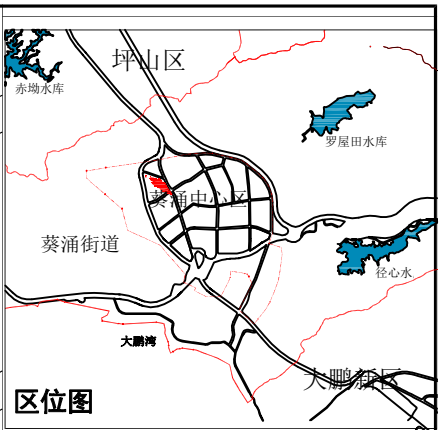 坪山区
赤坳水库
罗屋田水库
葵涌中心区
葵涌街道
径心水
大鹏湾
大鹏新区
区位图